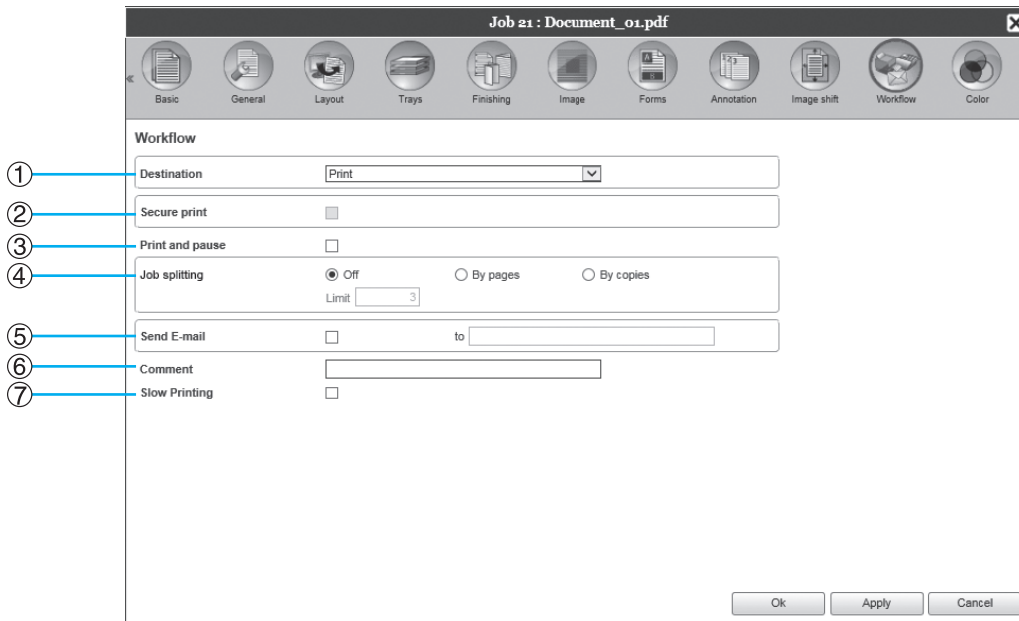 Job 21 : Document_01.pdf
«
Basic General Layout Trays Finishing Image Forms Annotation Image shift Workflow Color
Workflow
① Destination Print
② Secure print
③ Print and pause
④ Job splitting Off By pages By copies
Limit 3
⑤ Send E-mail to
⑥ Comment
⑦ Slow Printing
Ok Apply Cancel